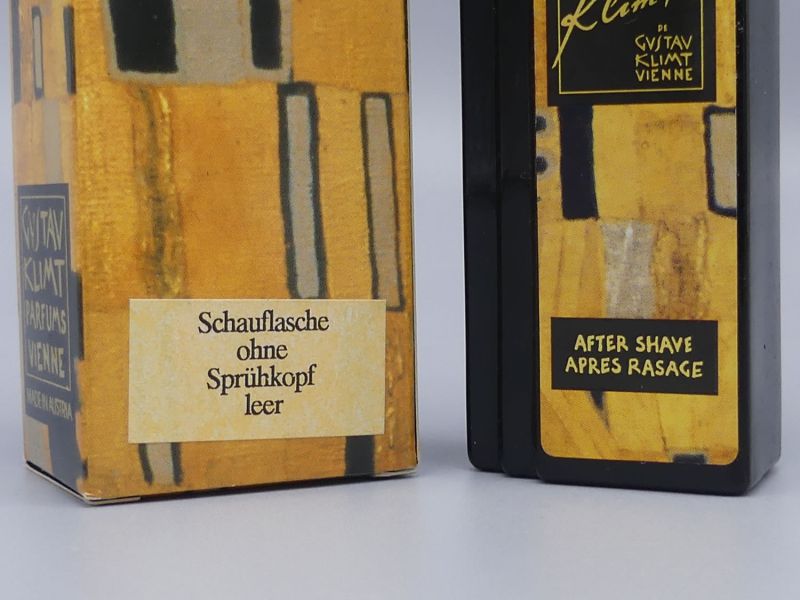 GUSTAV
KLIMT
PARFUMS
VIENNE
MADE IN AUSTRIA
Schauflasche
ohne
Sprühkopf
leer
Klimt
DE
GUSTAV
KLIMT
VIENNE
AFTER SHAVE
APRES RASAGE